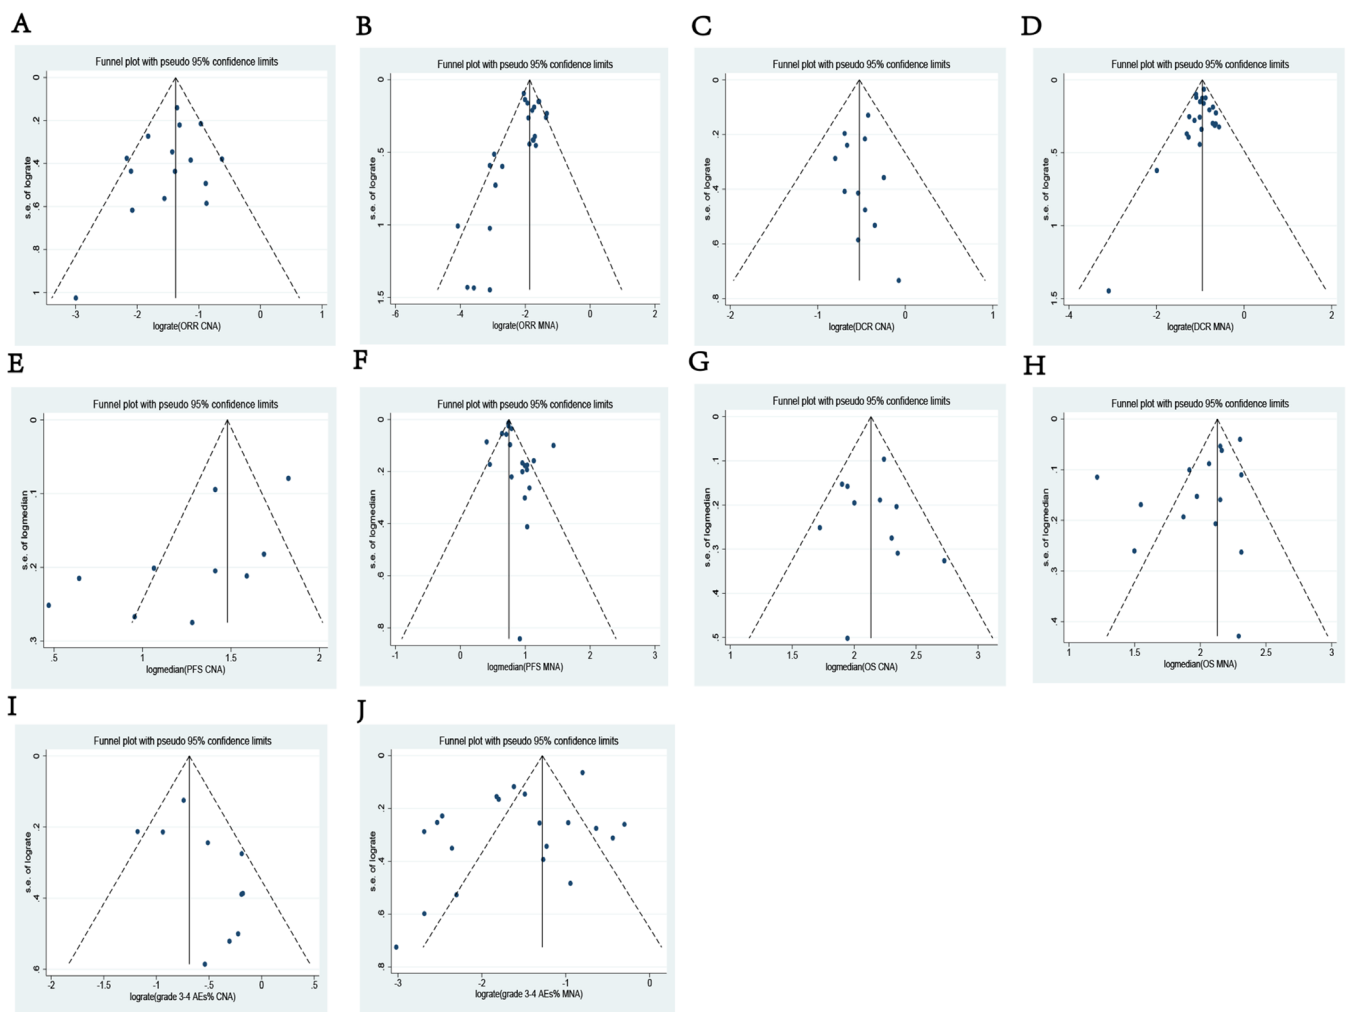 A
B
C
D
Funnel plot with pseudo 95% confidence limits
s.e. of lograte
0
.2
.4
.6
.8
1
-3
-2
-1
0
1
lograte(ORR CNA)
Funnel plot with pseudo 95% confidence limits
s.e. of lograte
0
.5
1
1.5
-6
-4
-2
0
2
lograte(ORR MNA)
Funnel plot with pseudo 95% confidence limits
s.e. of lograte
0
.2
.4
.6
.8
-2
-1
0
1
lograte(DCR CNA)
Funnel plot with pseudo 95% confidence limits
s.e. of lograte
0
.5
1
1.5
-4
-2
0
2
lograte(DCR MNA)
E
F
G
H
Funnel plot with pseudo 95% confidence limits
s.e. of logmedian
0
.1
.2
.3
.5
1
1.5
2
logmedian(PFS CNA)
Funnel plot with pseudo 95% confidence limits
s.e. of logmedian
0
.2
.4
.6
.8
-1
0
1
2
3
logmedian(PFS MNA)
Funnel plot with pseudo 95% confidence limits
s.e. of logmedian
0
.1
.2
.3
.4
.5
1
1.5
2
2.5
3
logmedian(OS CNA)
Funnel plot with pseudo 95% confidence limits
s.e. of logmedian
0
.1
.2
.3
.4
1
1.5
2
2.5
3
logmedian(OS MNA)
I
J
Funnel plot with pseudo 95% confidence limits
s.e. of lograte
0
.2
.4
.6
-2
-1.5
-1
-.5
0
.5
lograte(grade 3-4 AEs% CNA)
Funnel plot with pseudo 95% confidence limits
s.e. of lograte
0
.2
.4
.6
.8
-3
-2
-1
0
lograte(grade 3-4 AEs% MNA)